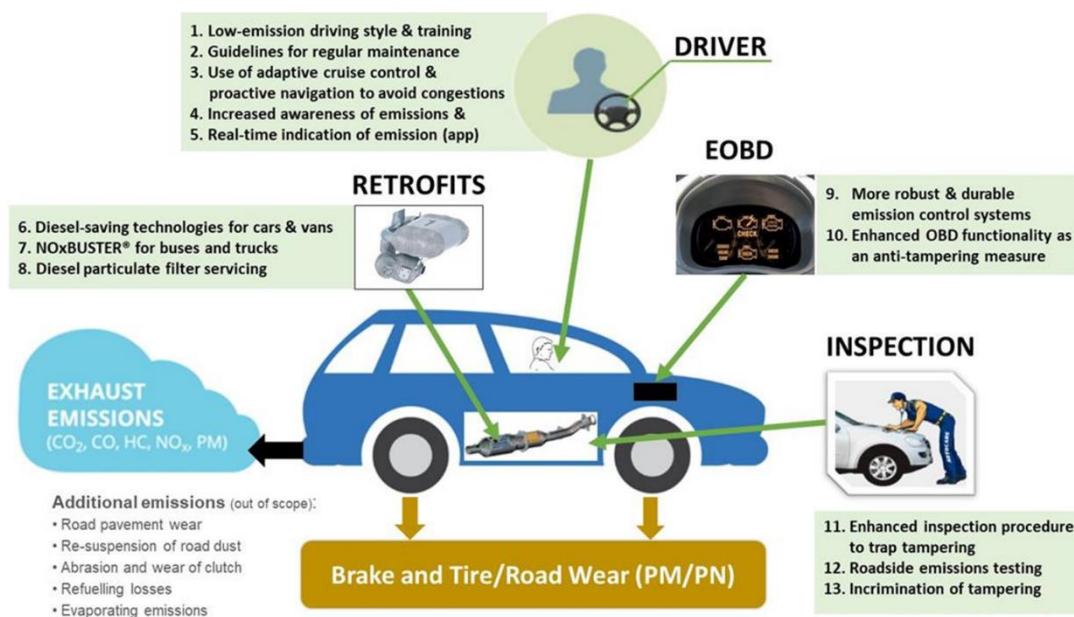 1. Low-emission driving style & training
2. Guidelines for regular maintenance
3. Use of adaptive cruise control &
proactive navigation to avoid congestions
4. Increased awareness of emissions &
5. Real-time indication of emission (app)
DRIVER
EOBD
RETROFITS
6. Diesel-saving technologies for cars & vans
7. NOxBUSTER® for buses and trucks
8. Diesel particulate filter servicing
CHECK
9. More robust & durable
emission control systems
10. Enhanced OBD functionality as
an anti-tampering measure
INSPECTION
EXHAUST
EMISSIONS
(CO₂, CO, HC, NOₓ, PM)
Additional emissions (out of scope):
• Road pavement wear
• Re-suspension of road dust
• Abrasion and wear of clutch
• Refuelling losses
• Evaporating emissions
Brake and Tire/Road Wear (PM/PN)
11. Enhanced inspection procedure
to trap tampering
12. Roadside emissions testing
13. Incrimination of tampering